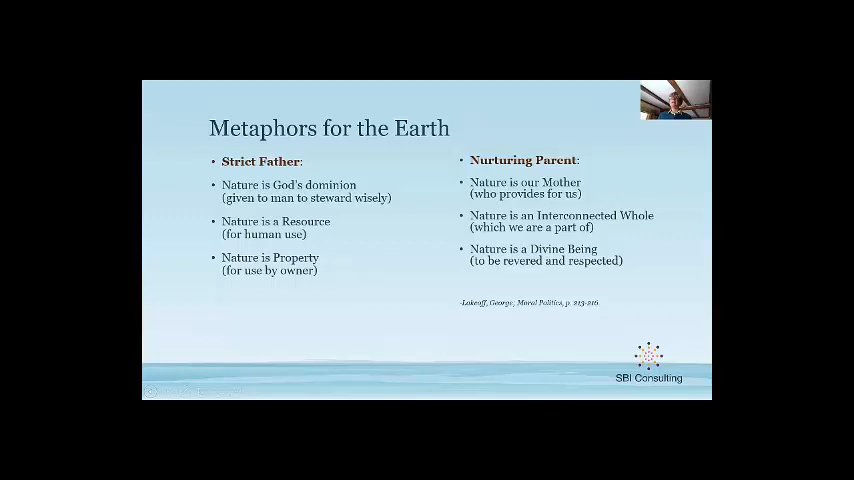 Metaphors for the Earth
• Strict Father:
• Nature is God's dominion
(given to man to steward wisely)
• Nature is a Resource
(for human use)
• Nature is Property
(for use by owner)
• Nurturing Parent:
• Nature is our Mother
(who provides for us)
• Nature is an Interconnected Whole
(which we are a part of)
• Nature is a Divine Being
(to be revered and respected)
-Lakeoff, George, Moral Politics, p. 213-216.
SBI Consulting